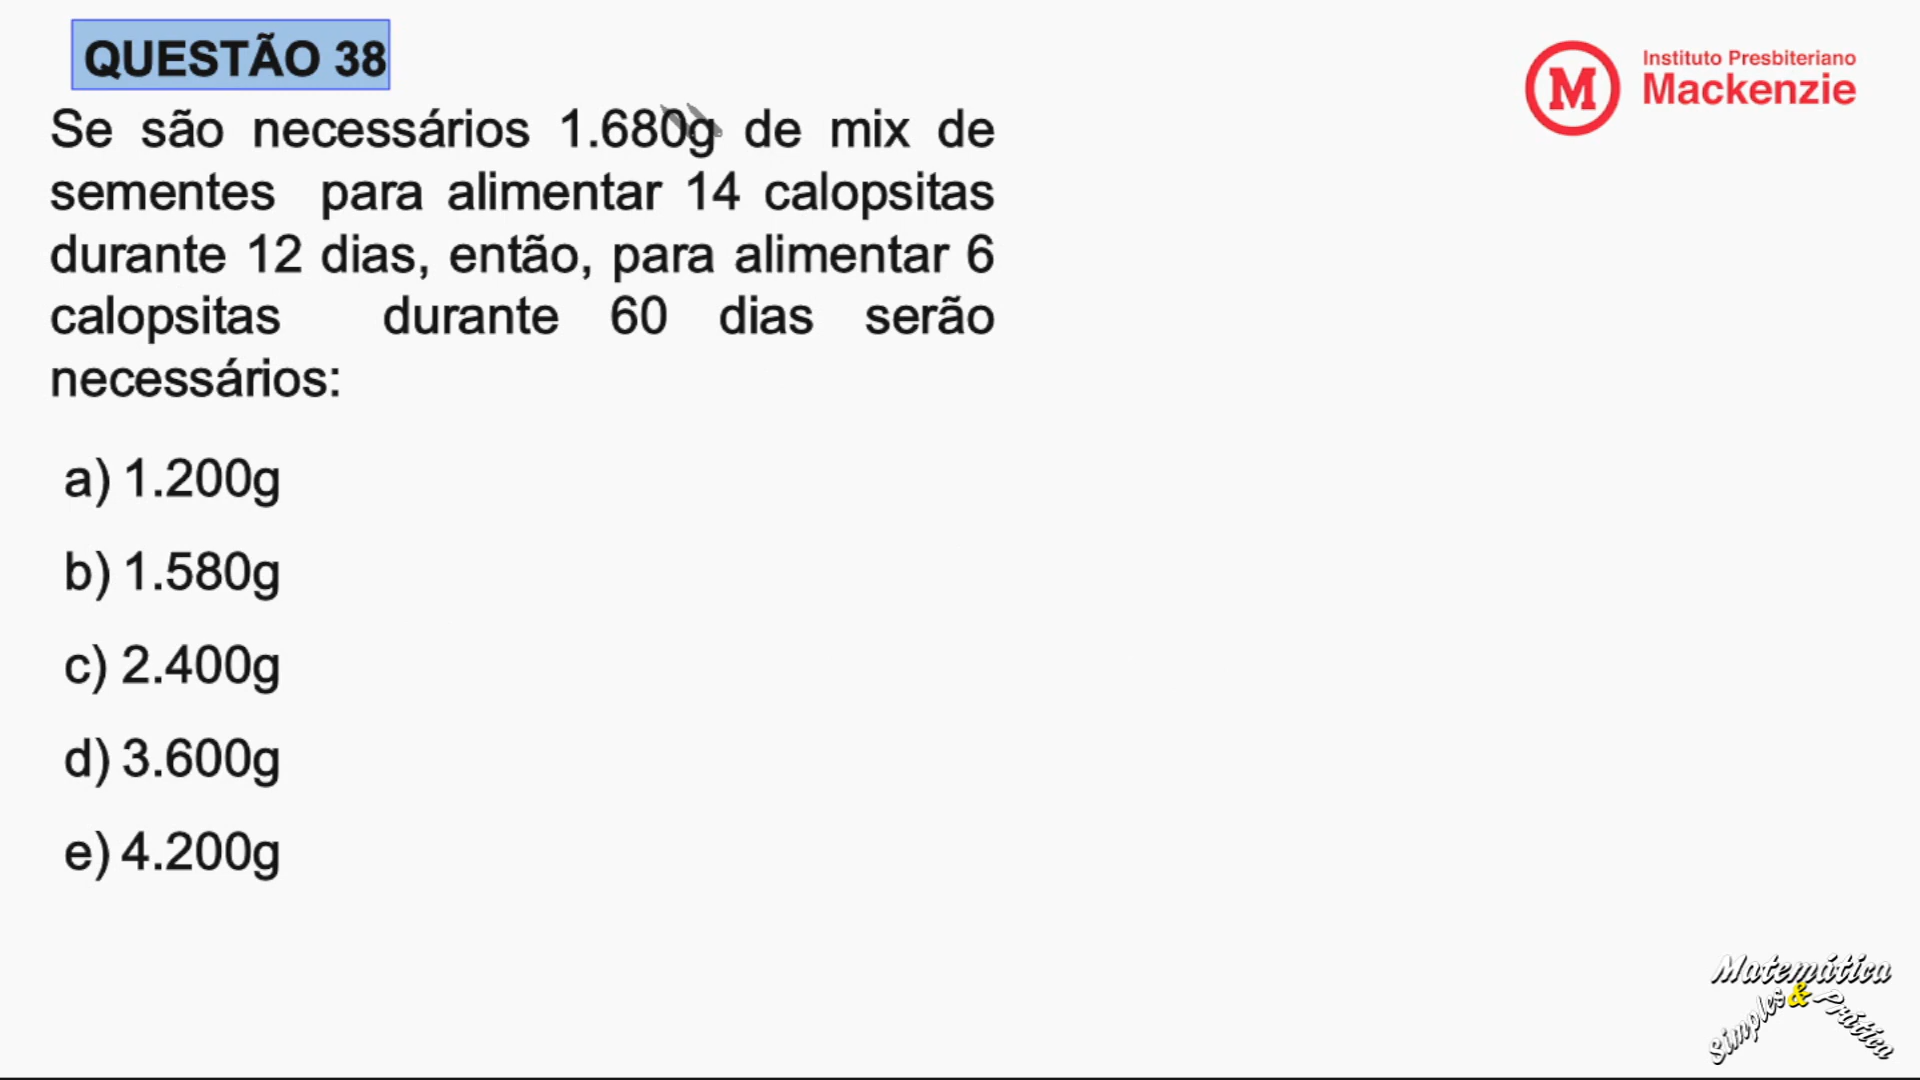 QUESTÃO 38
Instituto Presbiteriano
M Mackenzie
Se são necessários 1.680g de mix de
sementes para alimentar 14 calopsitas
durante 12 dias, então, para alimentar 6
calopsitas durante 60 dias serão
necessários:
a) 1.200g
b) 1.580g
c) 2.400g
d) 3.600g
e) 4.200g
Matemática
Simples & Prática